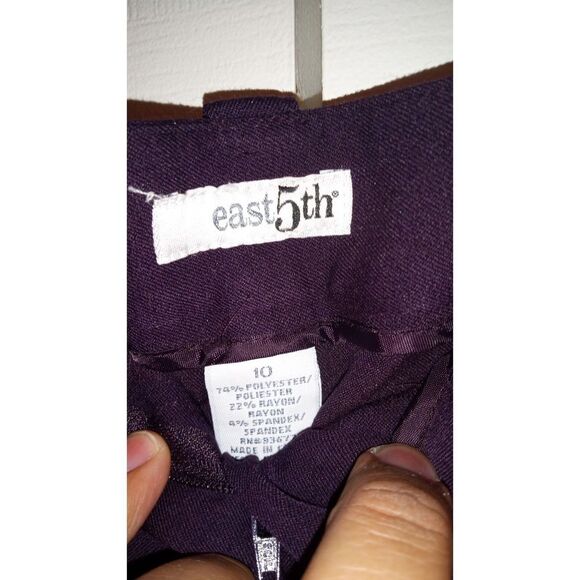 east5th®
10
74% POLYESTER/
POLIESTER
22% RAYON/
RAYON
4% SPANDEX/
SPANDEX
MADE IN